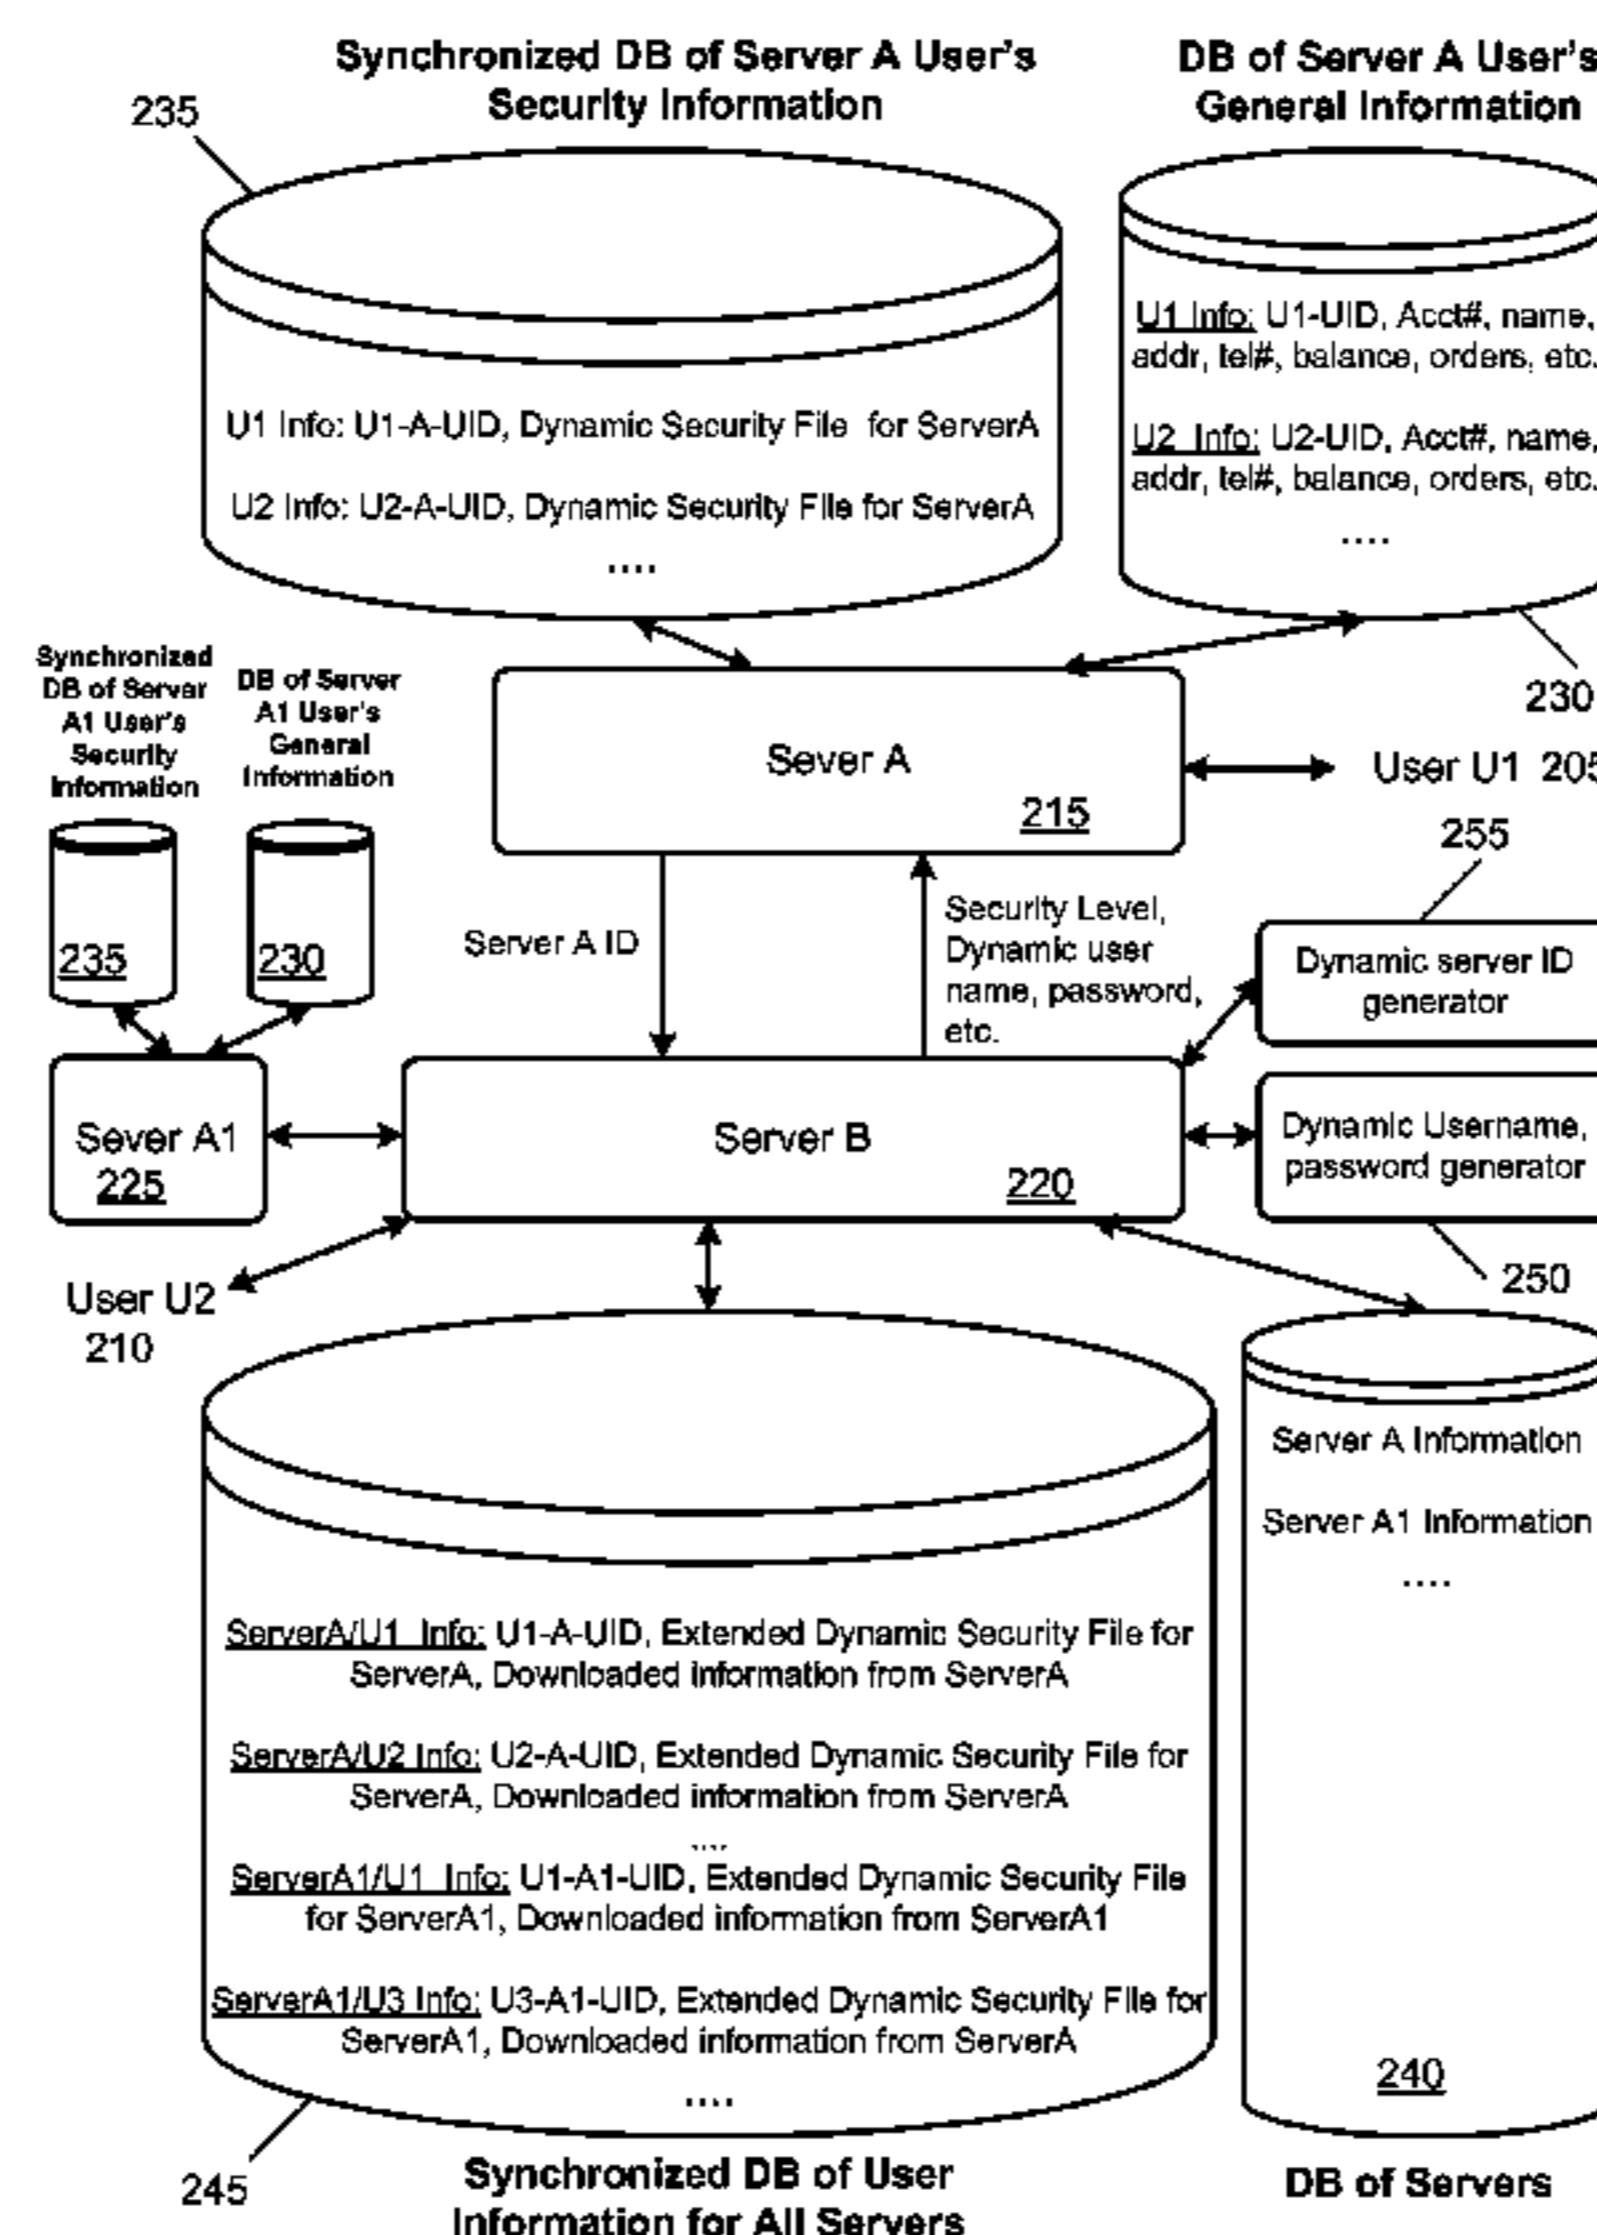 Synchronized DB of Server A User's
Security Information
DB of Server A User's
General Information
235
U1 Info: U1-UID, Acct#, name,
addr, tel#, balance, orders, etc.
U1 Info: U1-A-UID, Dynamic Security File for ServerA
U2 Info: U2-UID, Acct#, name,
addr, tel#, balance, orders, etc.
U2 Info: U2-A-UID, Dynamic Security File for ServerA
....
....
Synchronized
DB of Server
A1 User's
Security
Information
DB of Server
A1 User's
General
Information
230
Sever A
215
User U1 205
255
235
230
Server A ID
Security Level,
Dynamic user
name, password,
etc.
Dynamic server ID
generator
Sever A1
225
Server B
220
Dynamic Username,
password generator
250
User U2
210
Server A Information
Server A1 Information
....
ServerA/U1 Info: U1-A-UID, Extended Dynamic Security File for
ServerA, Downloaded information from ServerA
ServerA/U2 Info: U2-A-UID, Extended Dynamic Security File for
ServerA, Downloaded information from ServerA
....
ServerA1/U1 Info: U1-A1-UID, Extended Dynamic Security File
for ServerA1, Downloaded information from ServerA1
ServerA1/U3 Info: U3-A1-UID, Extended Dynamic Security File for
ServerA1, Downloaded information from ServerA
....
240
245
Synchronized DB of User
Information for All Servers
DB of Servers